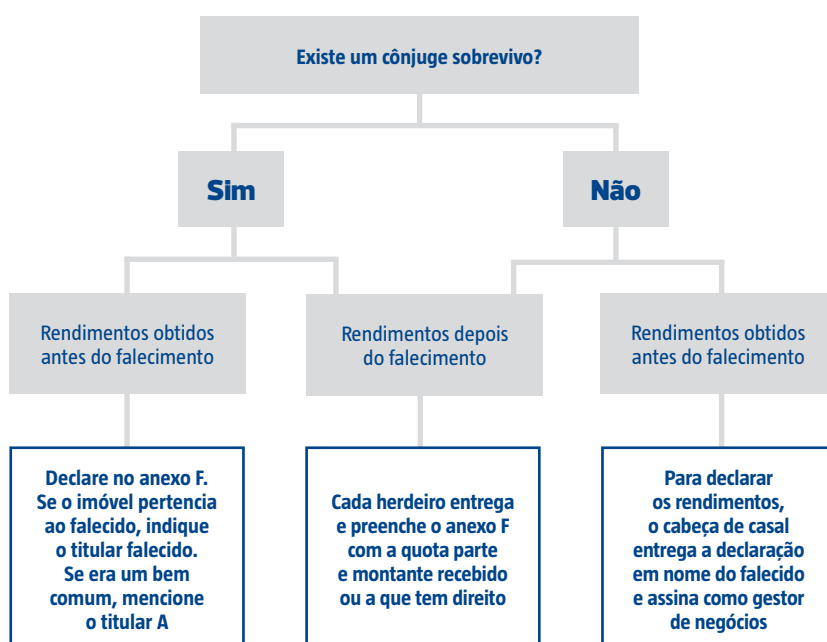 Existe um cônjuge sobrevivo?
Sim
Não
Rendimentos obtidos
antes do falecimento
Rendimentos depois
do falecimento
Rendimentos obtidos
antes do falecimento
Declare no anexo F.
Se o imóvel pertencia
ao falecido, indique
o titular falecido.
Se era um bem
comum, mencione
o titular A
Cada herdeiro entrega
e preenche o anexo F
com a quota parte
e montante recebido
ou a que tem direito
Para declarar
os rendimentos,
o cabeça de casal
entrega a declaração
em nome do falecido
e assina como gestor
de negócios